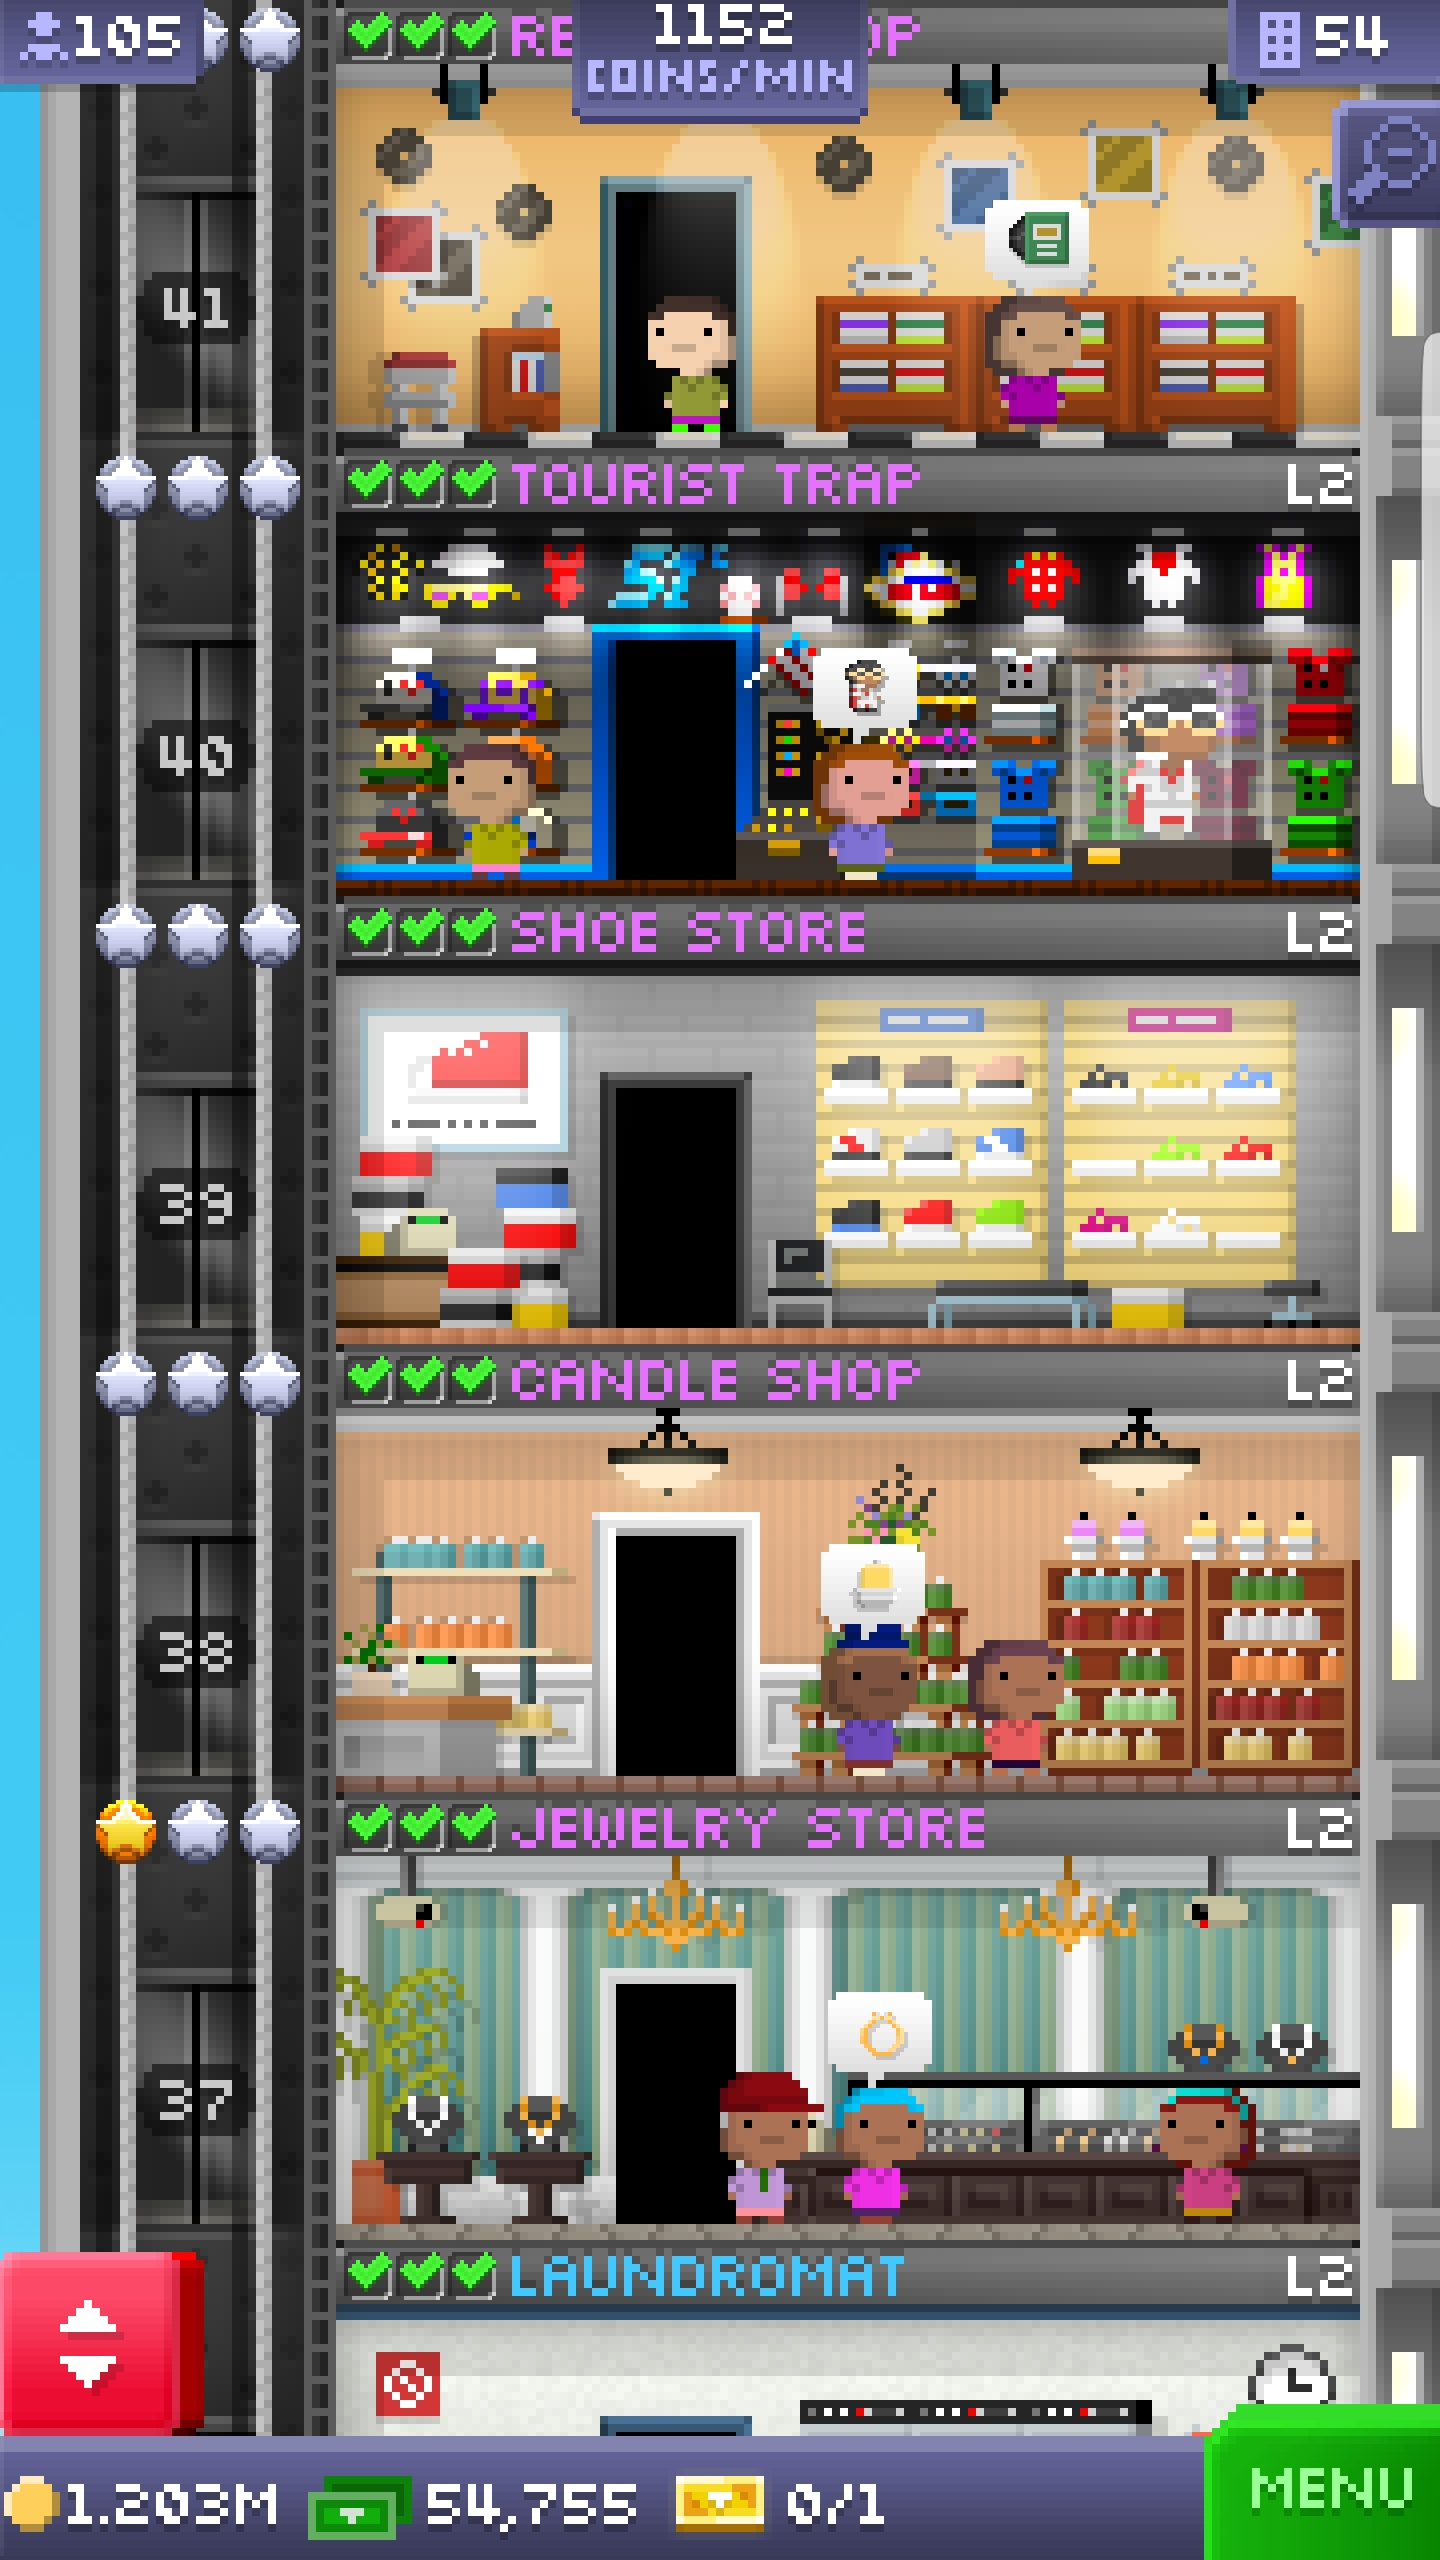 105
1152
COINS/MIN
54
RE
OP
41
TOURIST TRAP L2
40
SHOE STORE L2
39
CANDLE SHOP L2
38
JEWELRY STORE L2
37
LAUNDROMAT L2
1.203M 54,755 0/1
MENU